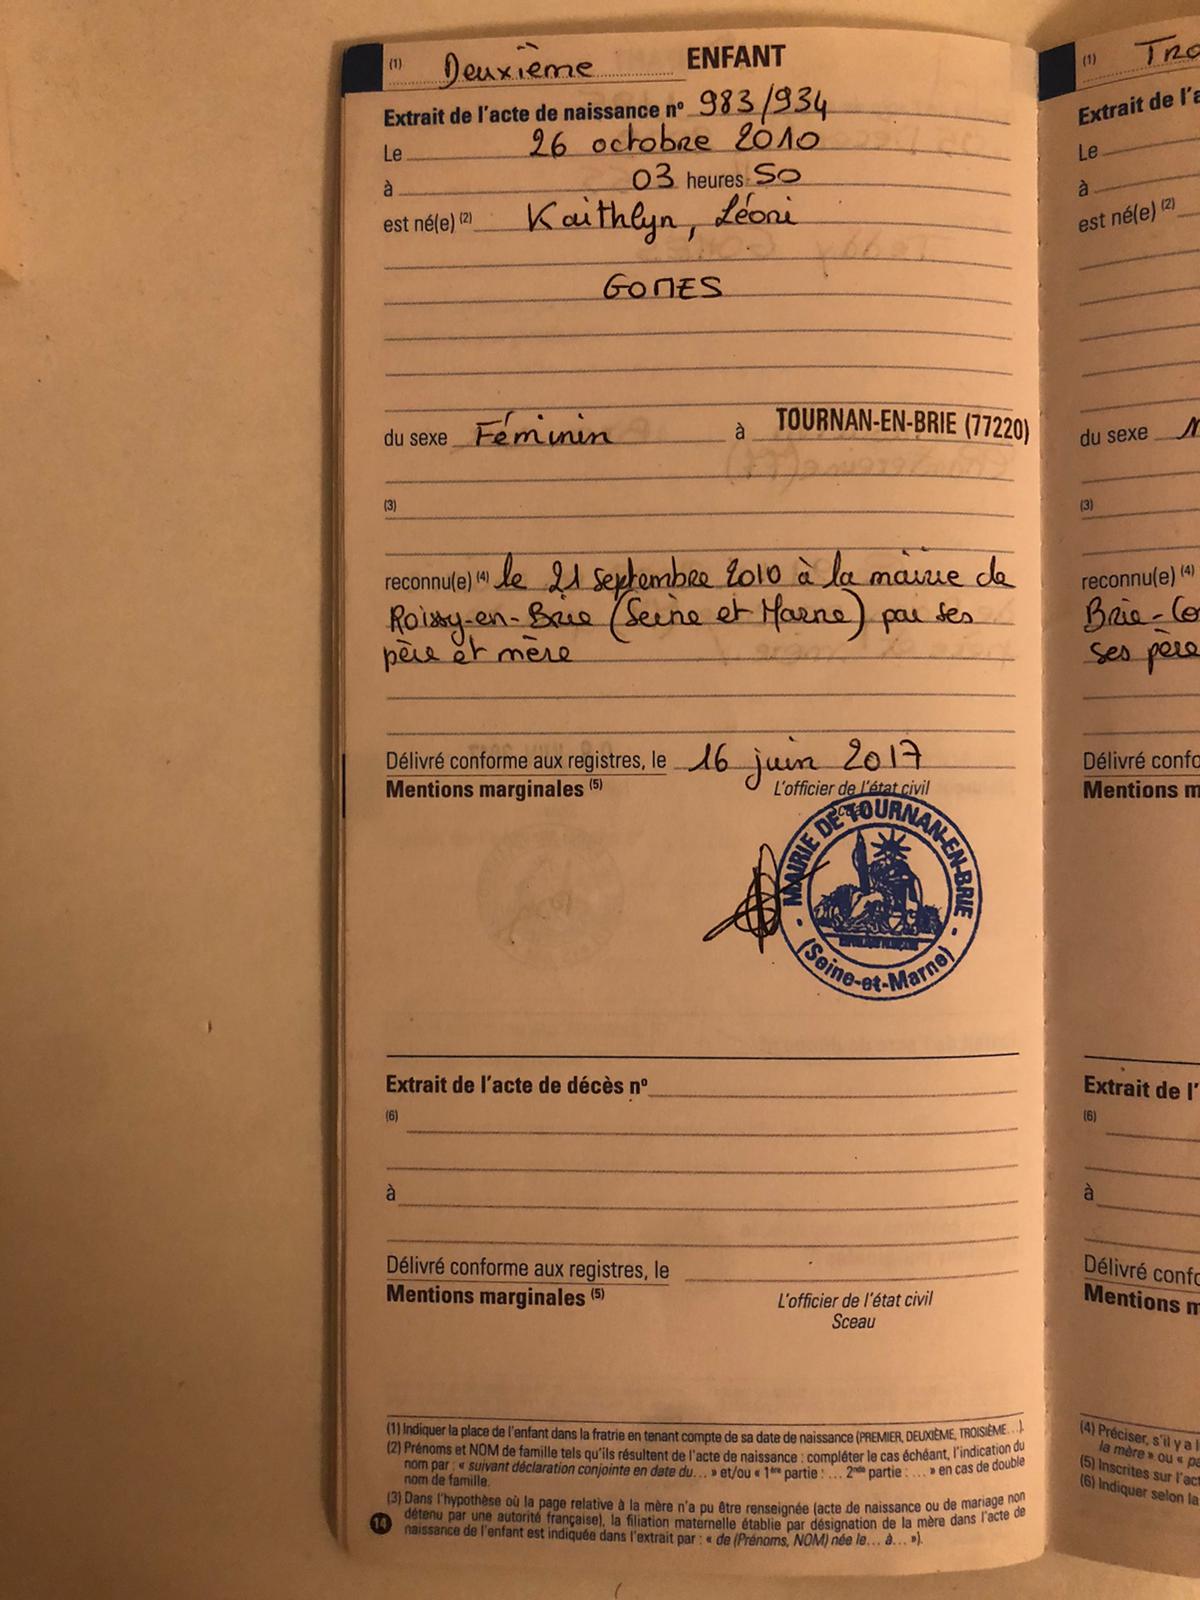 (1) Deuxième ENFANT
Extrait de l'acte de naissance nº 983/934
Le 26 octobre 2010
à 03 heures 50
est né(e) (2) Kaithlyn, Léoni
GOMES
du sexe Féminin à TOURNAN-EN-BRIE (77220)
(3)
reconnu(e) (4) le 21 septembre 2010 à la mairie de
Roissy-en-Brie (Seine et Marne) par ses
père et mère
Délivré conforme aux registres, le 16 juin 2017
Mentions marginales (5)
L'officier de l'état civil
Sceau
MAIRIE DE TOURNAN-EN-BRIE
(Seine-et-Marne)
Extrait de l'acte de décès nº
(6)
à
Délivré conforme aux registres, le
Mentions marginales (5)
L'officier de l'état civil
Sceau
(1) Indiquer la place de l'enfant dans la fratrie en tenant compte de sa date de naissance (PREMIER, DEUXIÈME, TROISIÈME…).
(2) Prénoms et NOM de famille tels qu'ils résultent de l'acte de naissance : compléter le cas échéant, l'indication du
nom par : « suivant déclaration conjointe en date du… » et/ou « 1ère partie : … 2nde partie : … » en cas de double
nom de famille.
(3) Dans l'hypothèse où la page relative à la mère n'a pu être renseignée (acte de naissance ou de mariage non
détenu par une autorité française), la filiation maternelle établie par désignation de la mère dans l'acte de
naissance de l'enfant est indiquée dans l'extrait par : « de (Prénoms, NOM) née le… à… »).
14
(1) Tro
Extrait de l'a
Le
à
est né(e) (2)
du sexe
(3)
reconnu(e) (4)
Brie-Co
ses père
Délivré confo
Mentions m
Extrait de l'
(6)
à
Délivré confo
Mentions m
(4) Préciser, s'il y a l
la mère » ou « pa
(5) Inscrites sur l'act
(6) Indiquer selon la